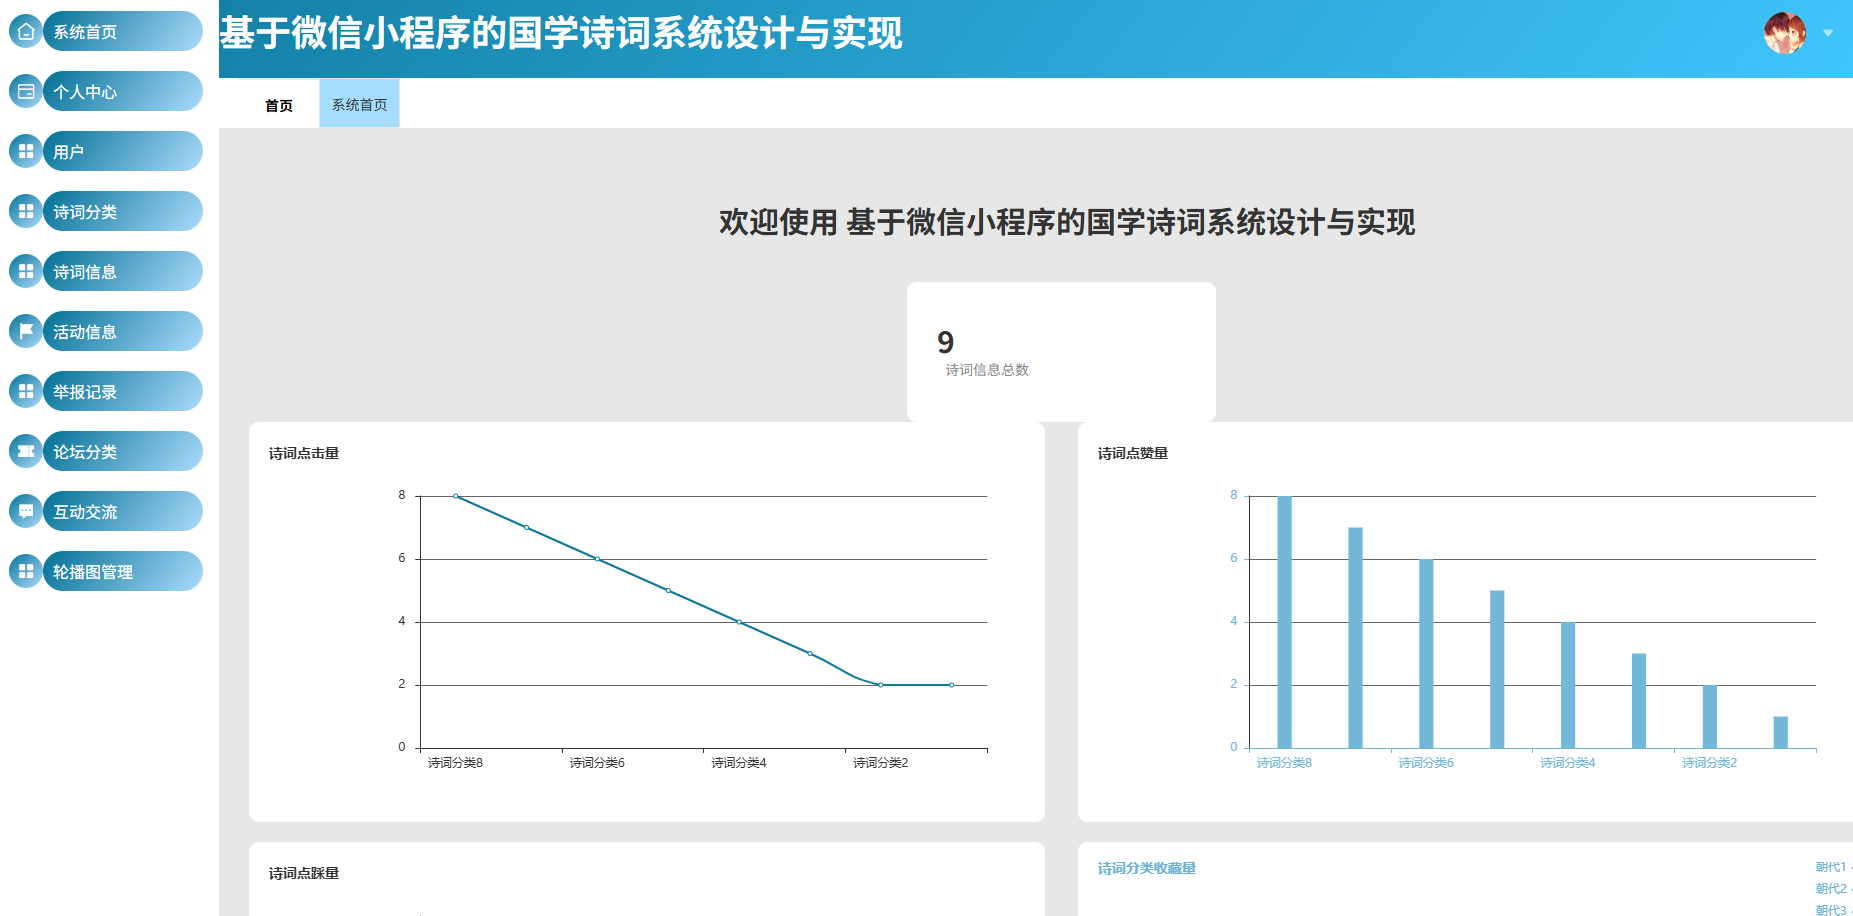 系统首页
个人中心
用户
诗词分类
诗词信息
活动信息
举报记录
论坛分类
互动交流
轮播图管理
基于微信小程序的国学诗词系统设计与实现
首页
系统首页
欢迎使用 基于微信小程序的国学诗词系统设计与实现
9
诗词信息总数
诗词点击量
8
6
4
2
0
诗词分类8
诗词分类6
诗词分类4
诗词分类2
诗词点赞量
8
6
4
2
0
诗词分类8
诗词分类6
诗词分类4
诗词分类2
诗词点踩量
诗词分类收藏量
朝代1
朝代2
朝代3